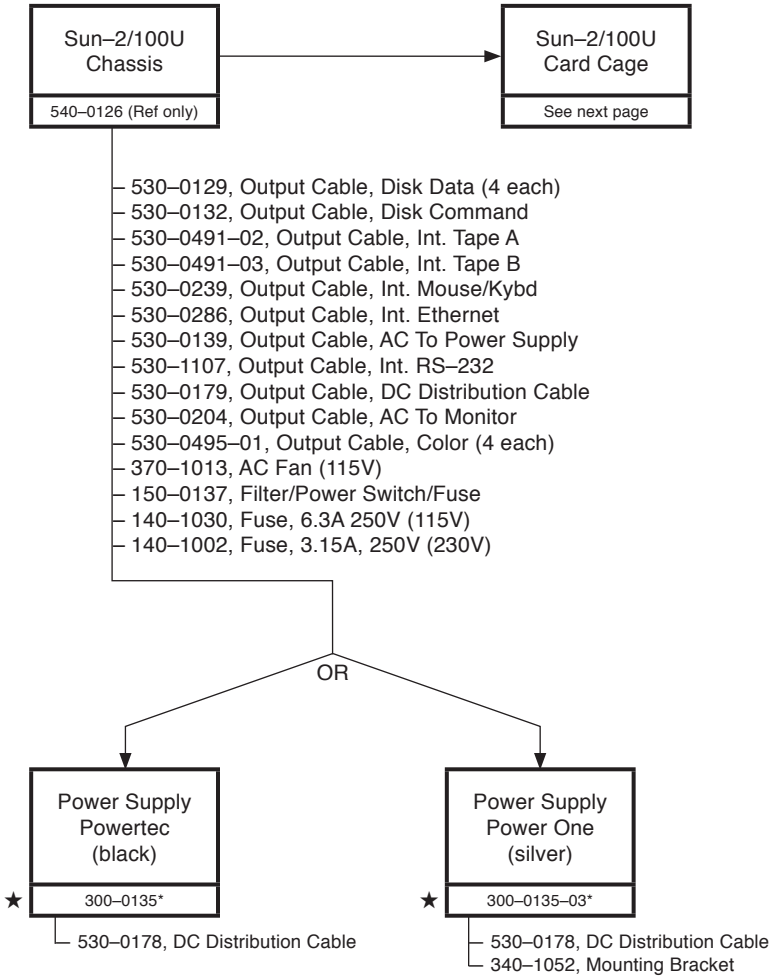 Sun–2/100U
Chassis
540–0126 (Ref only)
Sun–2/100U
Card Cage
See next page
530–0129, Output Cable, Disk Data (4 each)
530–0132, Output Cable, Disk Command
530–0491–02, Output Cable, Int. Tape A
530–0491–03, Output Cable, Int. Tape B
530–0239, Output Cable, Int. Mouse/Kybd
530–0286, Output Cable, Int. Ethernet
530–0139, Output Cable, AC To Power Supply
530–1107, Output Cable, Int. RS–232
530–0179, Output Cable, DC Distribution Cable
530–0204, Output Cable, AC To Monitor
530–0495–01, Output Cable, Color (4 each)
370–1013, AC Fan (115V)
150–0137, Filter/Power Switch/Fuse
140–1030, Fuse, 6.3A 250V (115V)
140–1002, Fuse, 3.15A, 250V (230V)
OR
Power Supply
Powertec
(black)
★ 300–0135*
530–0178, DC Distribution Cable
Power Supply
Power One
(silver)
★ 300–0135–03*
530–0178, DC Distribution Cable
340–1052, Mounting Bracket